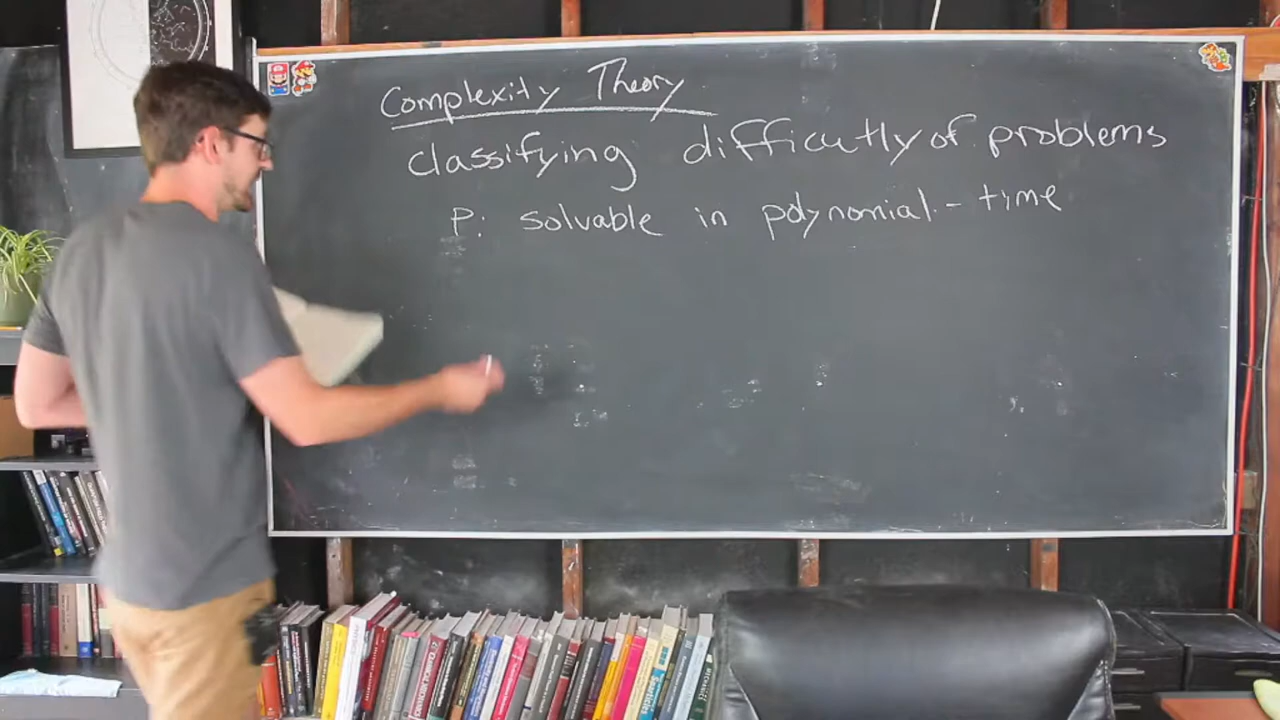 Complexity Theory
classifying difficutly of problems
P: solvable in polynomial-time